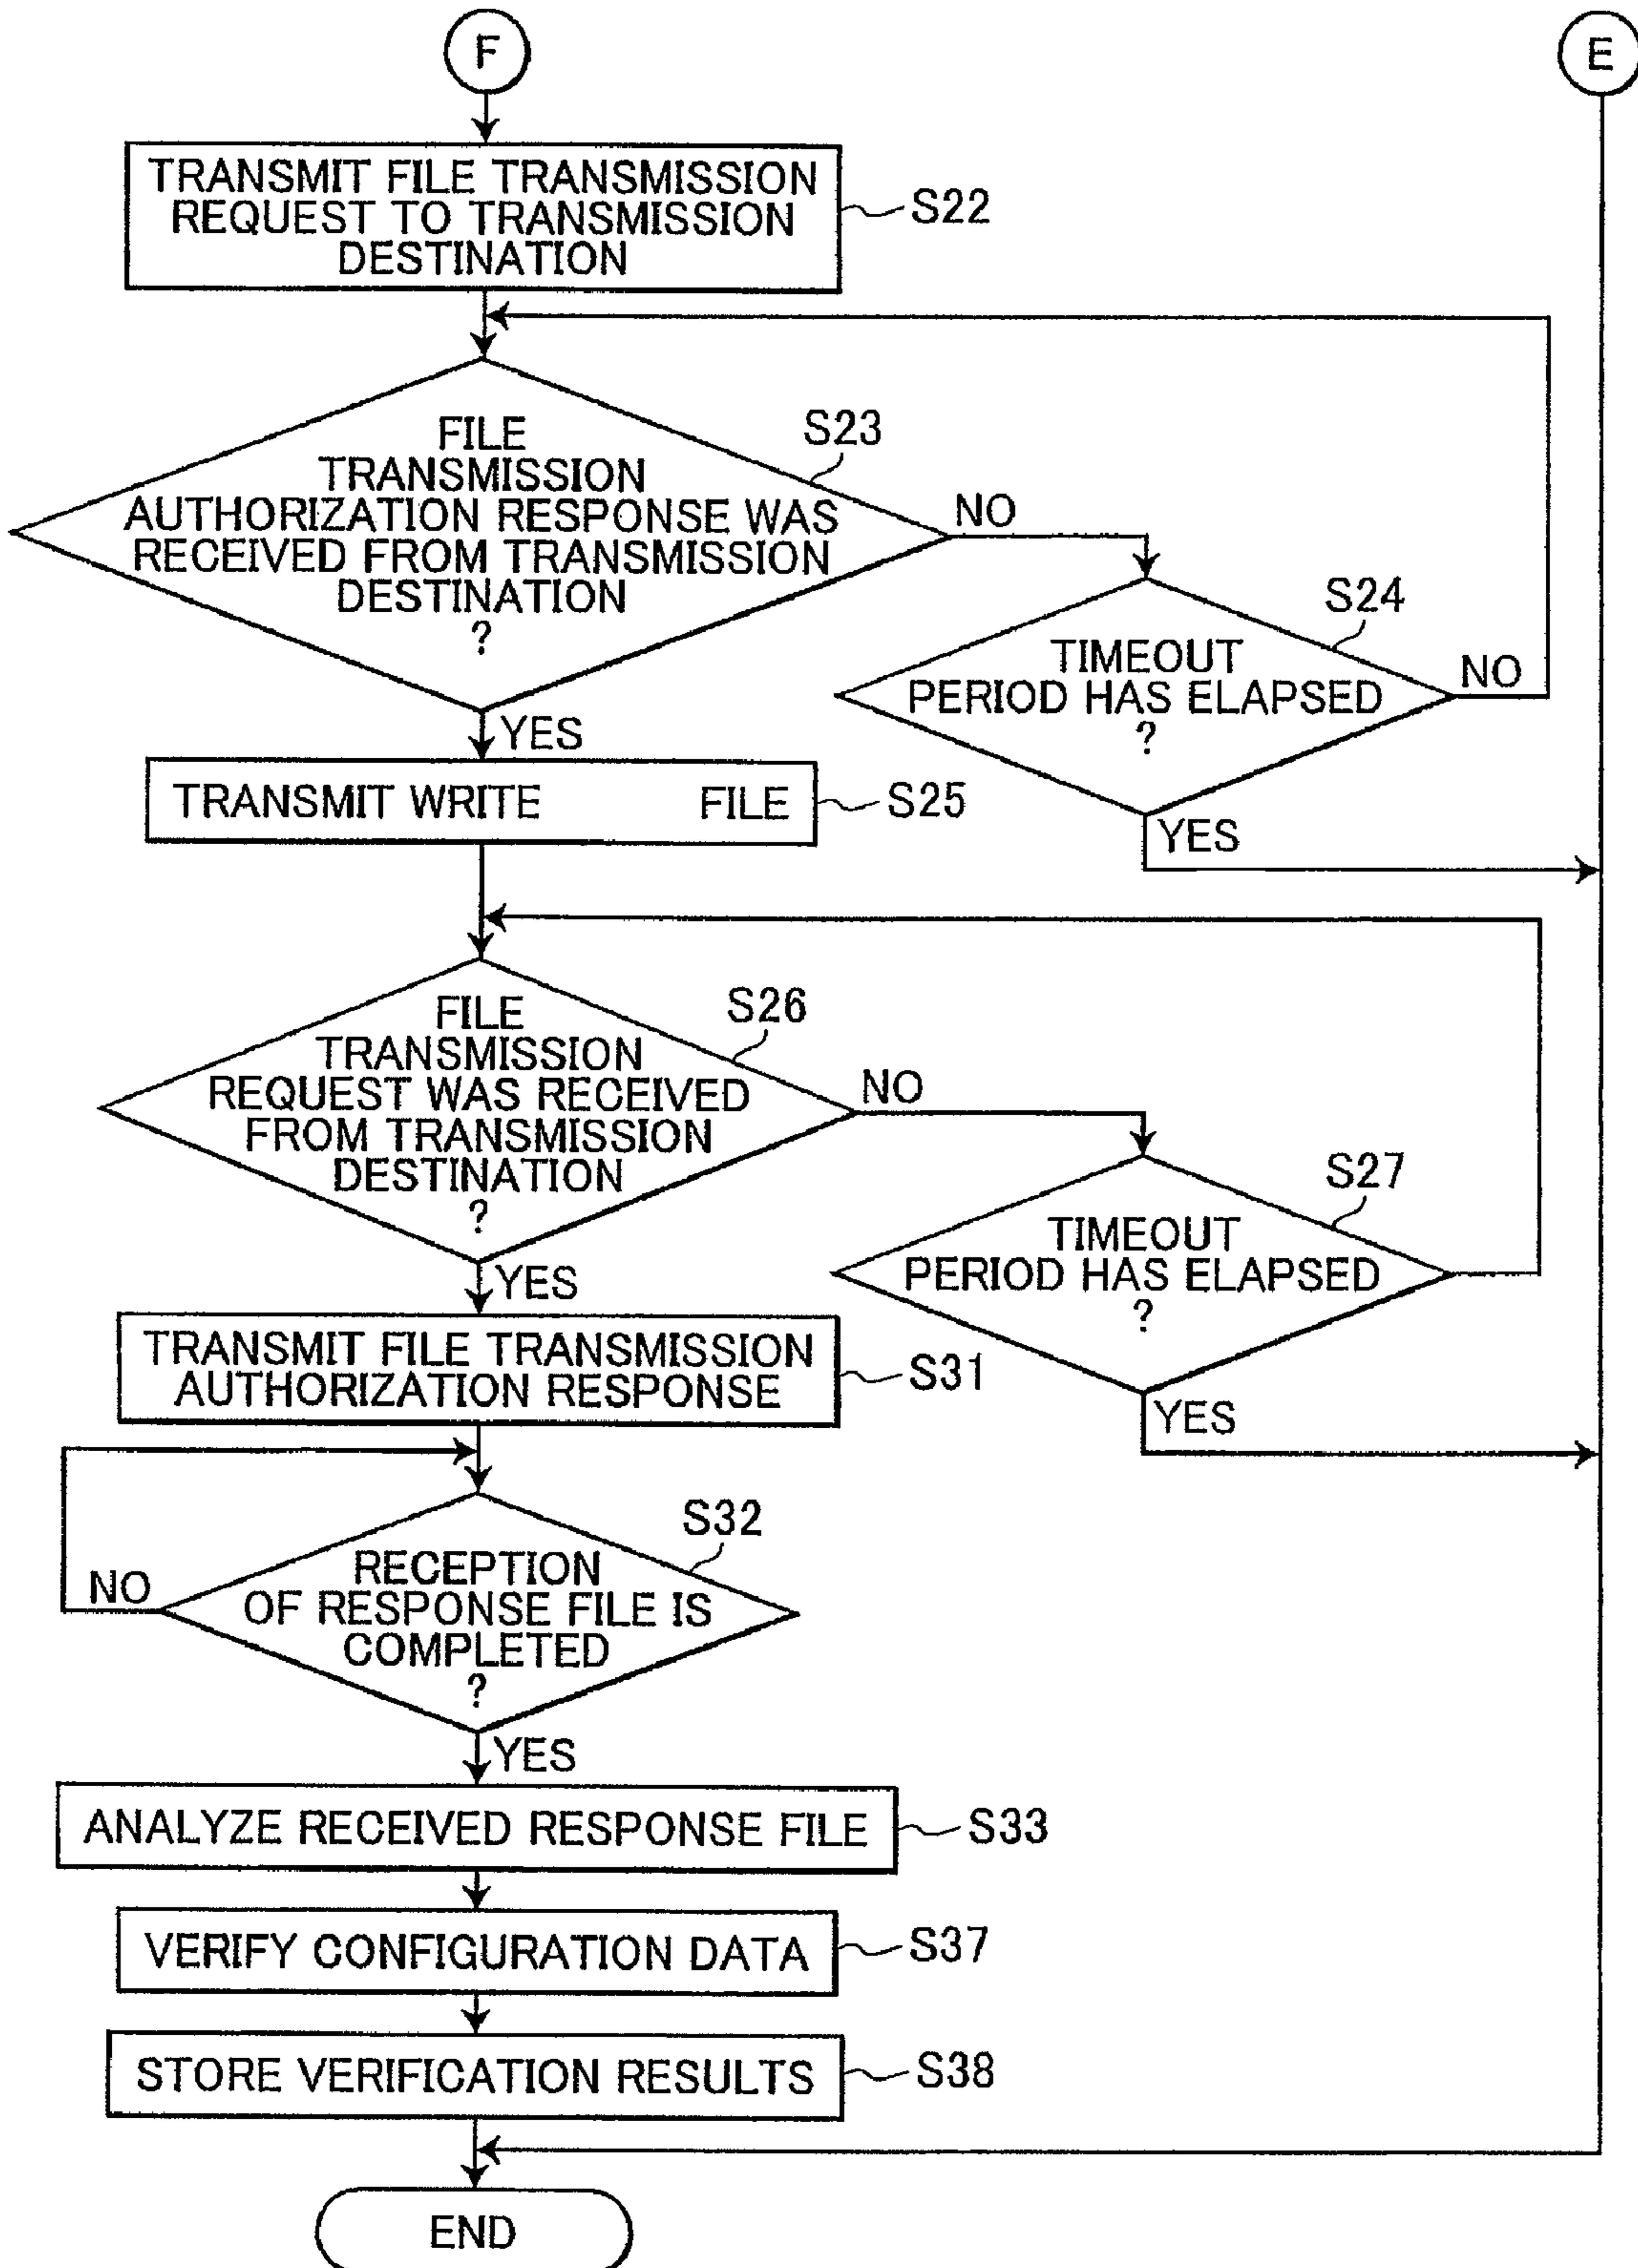 F
E
TRANSMIT FILE TRANSMISSION
REQUEST TO TRANSMISSION
DESTINATION
S22
FILE
TRANSMISSION
AUTHORIZATION RESPONSE WAS
RECEIVED FROM TRANSMISSION
DESTINATION
?
S23
NO
TIMEOUT
PERIOD HAS ELAPSED
?
S24
NO
YES
YES
TRANSMIT WRITE FILE
S25
FILE
TRANSMISSION
REQUEST WAS RECEIVED
FROM TRANSMISSION
DESTINATION
?
S26
NO
TIMEOUT
PERIOD HAS ELAPSED
?
S27
YES
YES
TRANSMIT FILE TRANSMISSION
AUTHORIZATION RESPONSE
S31
RECEPTION
OF RESPONSE FILE IS
COMPLETED
?
S32
NO
YES
ANALYZE RECEIVED RESPONSE FILE
S33
VERIFY CONFIGURATION DATA
S37
STORE VERIFICATION RESULTS
S38
END